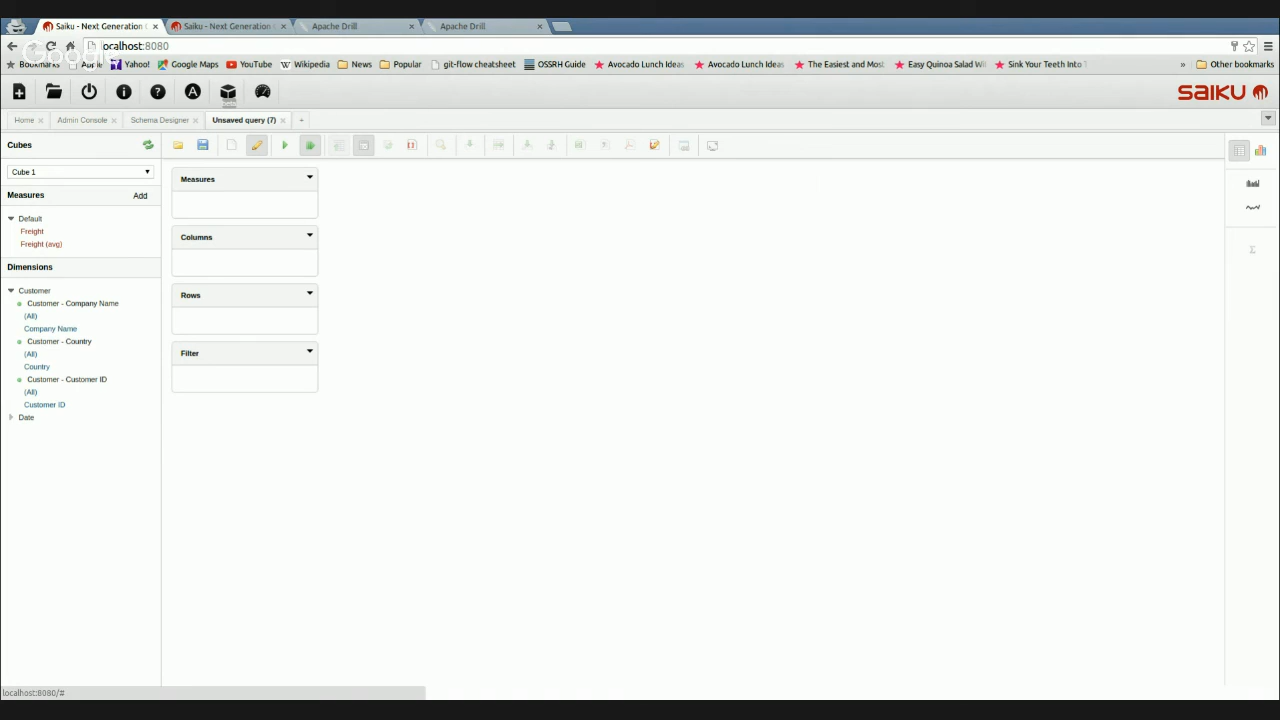 Saiku - Next Generation O
Saiku - Next Generation
Apache Drill
Apache Drill
localhost:8080
Google
Bookmarks
Apple
Yahoo!
Google Maps
YouTube
Wikipedia
News
Popular
git-flow cheatsheet
OSSRH Guide
Avocado Lunch Ideas
Avocado Lunch Ideas
The Easiest and Most
Easy Quinoa Salad Wi
Sink Your Teeth Into T
»
Other bookmarks
beta
saiku
Home
Admin Console
Schema Designer
Unsaved query (7)
+
Cubes
Cube 1
Measures
Add
Default
Freight
Freight (avg)
Dimensions
Customer
Customer - Company Name
(All)
Company Name
Customer - Country
(All)
Country
Customer - Customer ID
(All)
Customer ID
Date
Measures
Columns
Rows
Filter
Σ
localhost:8080/#